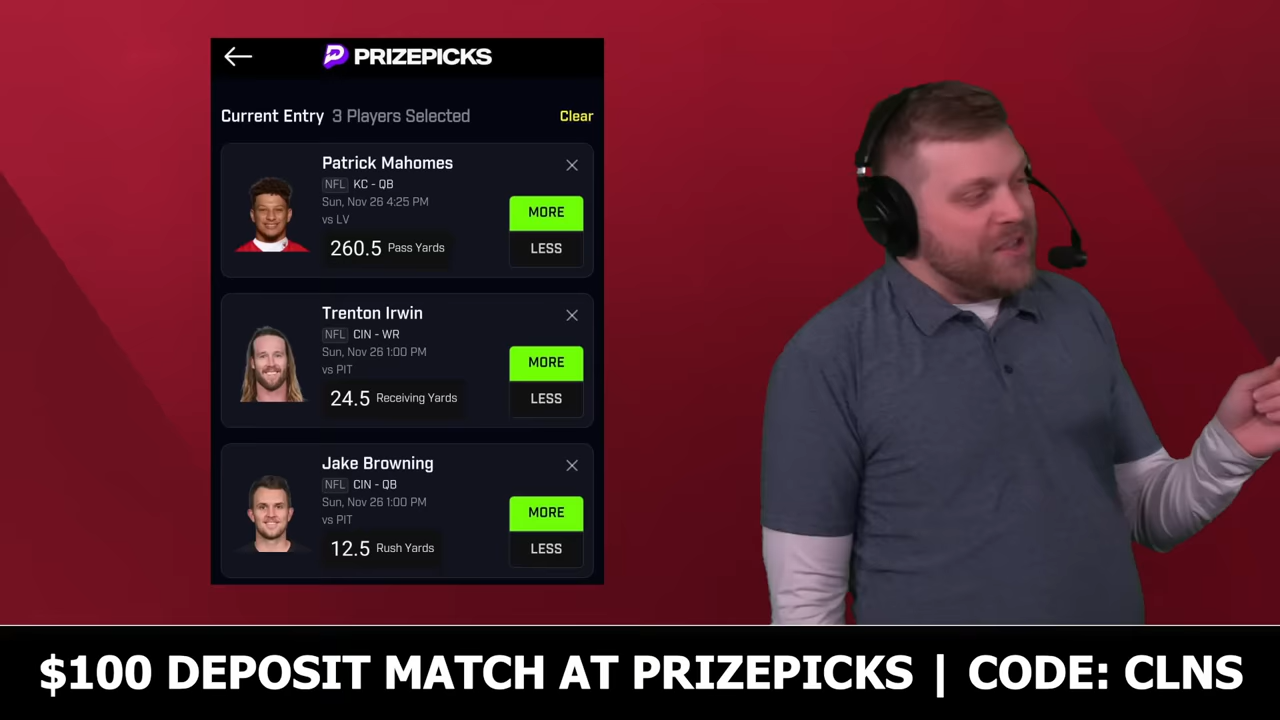 PRIZEPICKS
Current Entry 3 Players Selected Clear
Patrick Mahomes
NFL KC - QB
Sun, Nov 26 4:25 PM
vs LV
260.5 Pass Yards
MORE
LESS
Trenton Irwin
NFL CIN - WR
Sun, Nov 26 1:00 PM
vs PIT
24.5 Receiving Yards
MORE
LESS
Jake Browning
NFL CIN - QB
Sun, Nov 26 1:00 PM
vs PIT
12.5 Rush Yards
MORE
LESS
$100 DEPOSIT MATCH AT PRIZEPICKS | CODE: CLNS